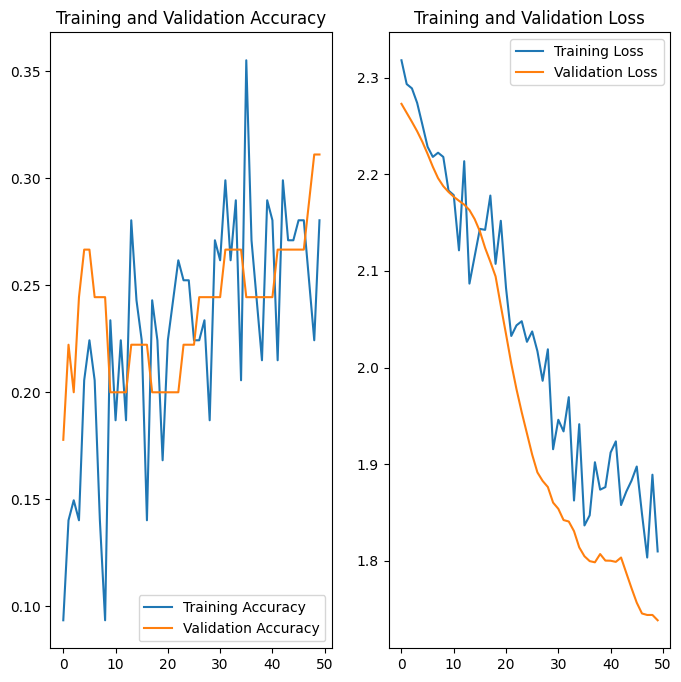 Training and Validation Accuracy
0.35
0.30
0.25
0.20
0.15
0.10
0 10 20 30 40 50
Training Accuracy
Validation Accuracy
Training and Validation Loss
Training Loss
Validation Loss
2.3
2.2
2.1
2.0
1.9
1.8
0 10 20 30 40 50